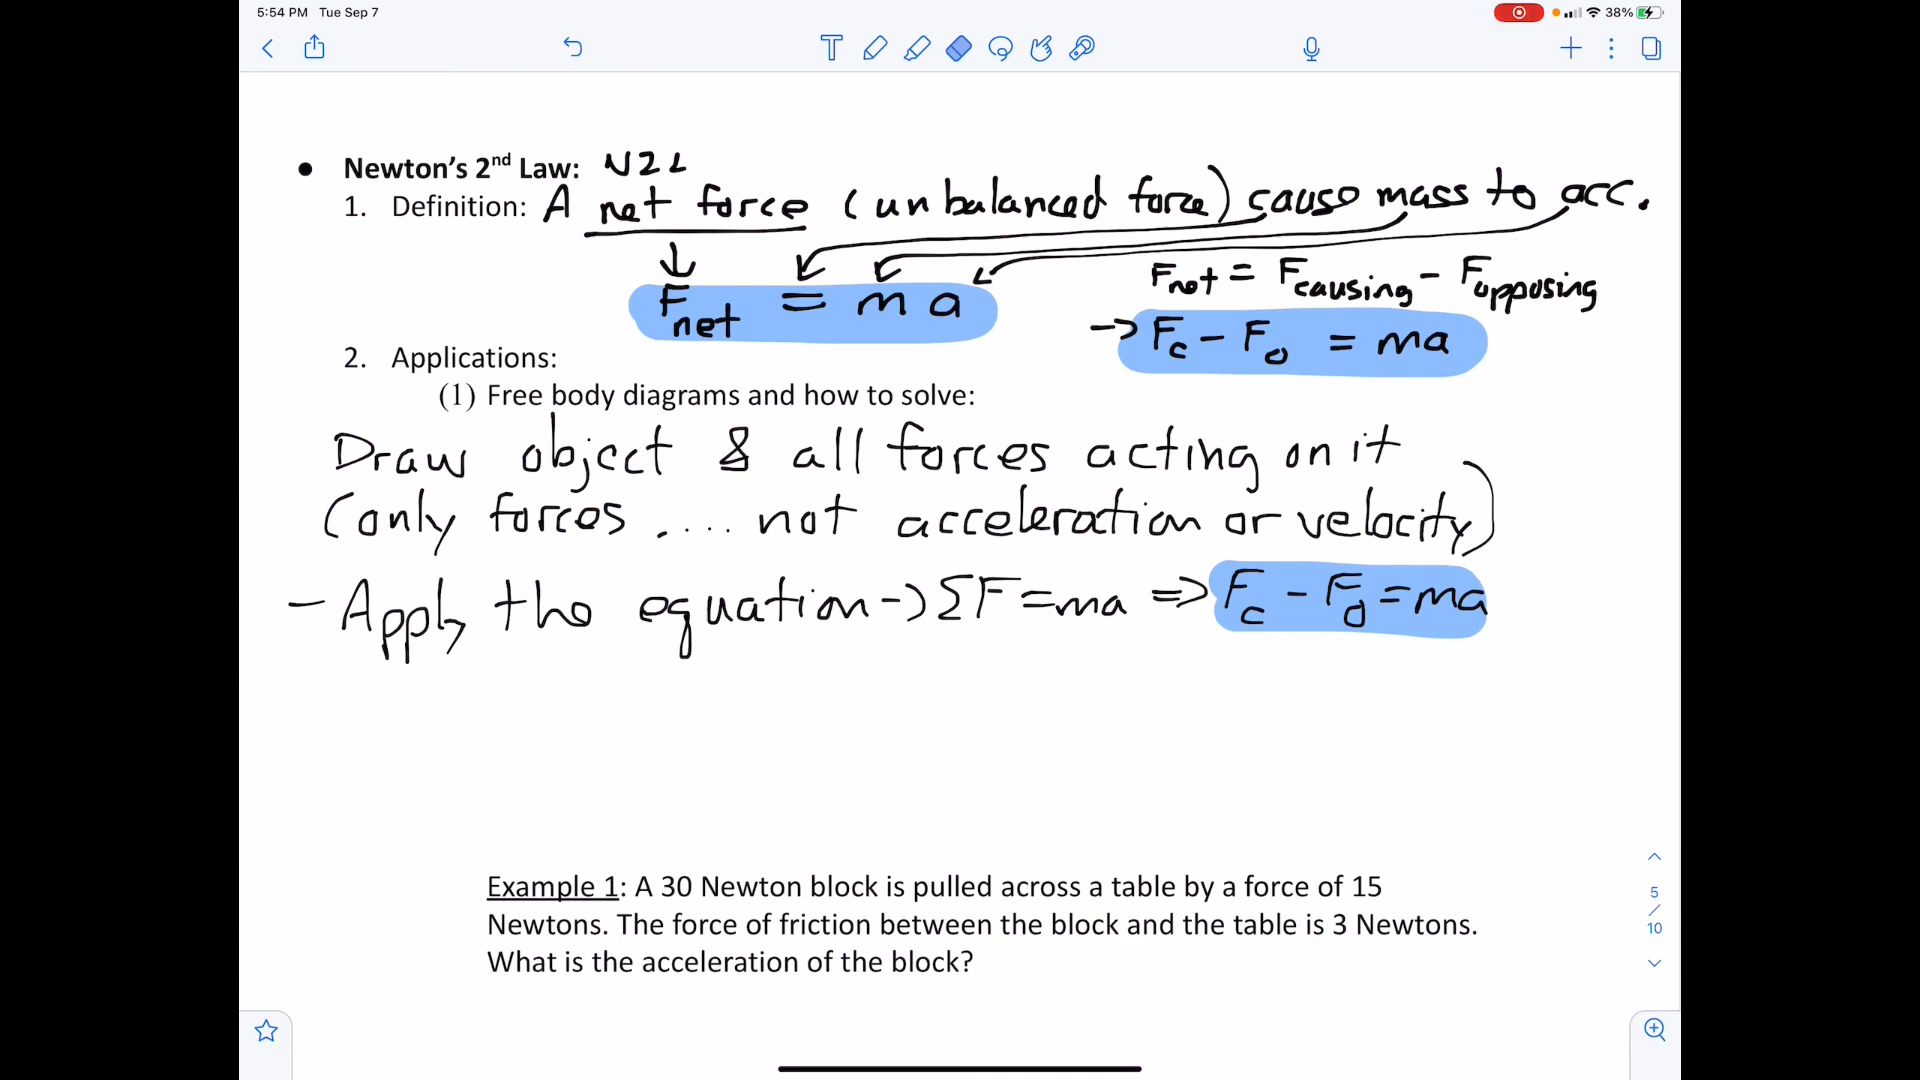 5:54 PM Tue Sep 7
38%
• Newton's 2nd Law: N2L
1. Definition: A net force (unbalanced force) cause mass to acc.
Fnet = Fcausing - Fopposing
Fnet = ma
→ Fc - Fo = ma
2. Applications:
(1) Free body diagrams and how to solve:
Draw object & all forces acting on it
(only forces .... not acceleration or velocity)
- Apply the equation → ΣF = ma ⇒ Fc - Fo = ma
Example 1: A 30 Newton block is pulled across a table by a force of 15
Newtons. The force of friction between the block and the table is 3 Newtons.
What is the acceleration of the block?
5
/
10